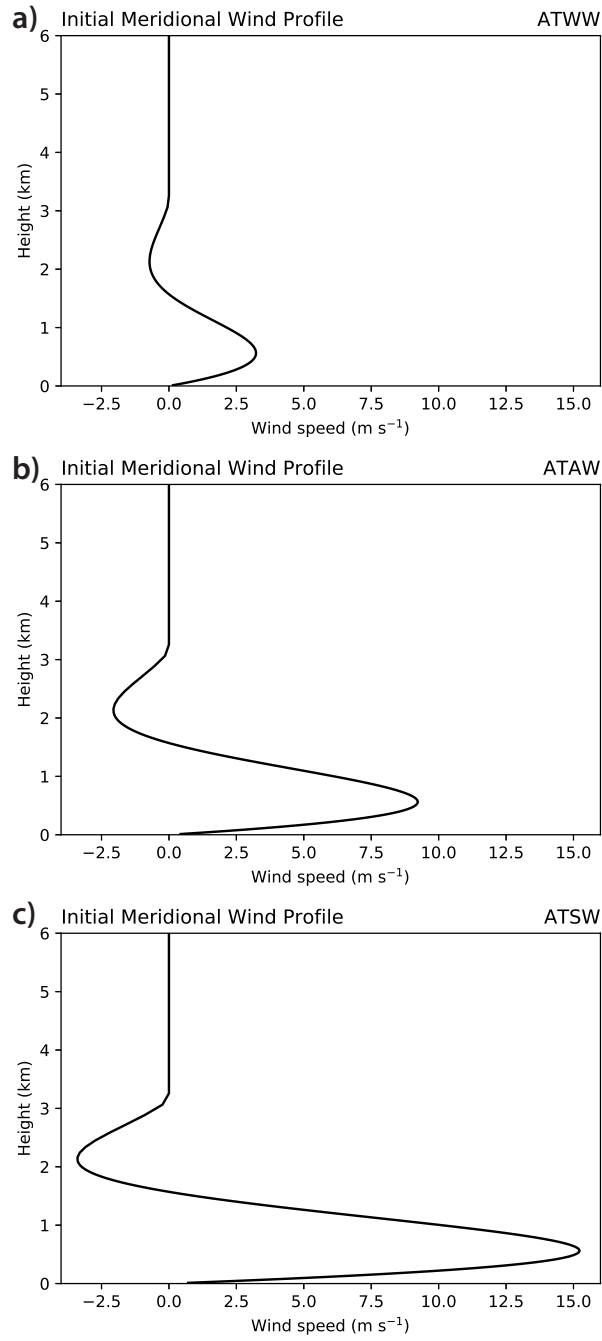 a) Initial Meridional Wind Profile ATWW
6
5
4
3
2
1
0
Height (km)
−2.5 0.0 2.5 5.0 7.5 10.0 12.5 15.0
Wind speed (m s⁻¹)
b) Initial Meridional Wind Profile ATAW
6
5
4
3
2
1
0
Height (km)
−2.5 0.0 2.5 5.0 7.5 10.0 12.5 15.0
Wind speed (m s⁻¹)
c) Initial Meridional Wind Profile ATSW
6
5
4
3
2
1
0
Height (km)
−2.5 0.0 2.5 5.0 7.5 10.0 12.5 15.0
Wind speed (m s⁻¹)